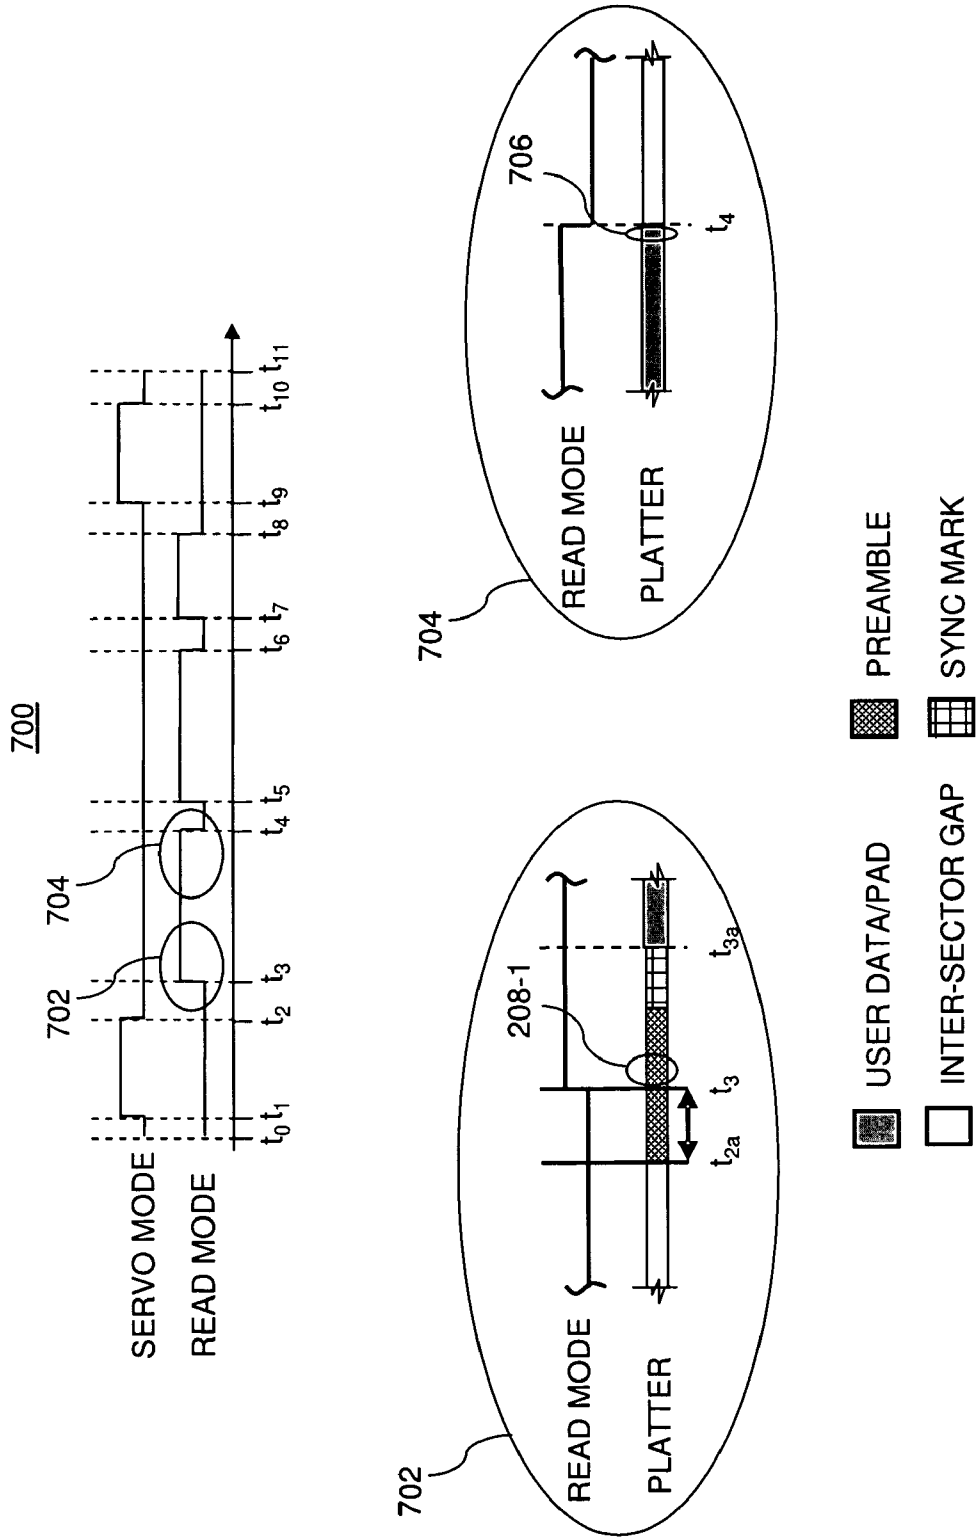 700
702
704
SERVO MODE
READ MODE
t0 t1 t2 t3 t4 t5 t6 t7 t8 t9 t10 t11
702
READ MODE
PLATTER
208-1
t2a t3 t3a
704
READ MODE
PLATTER
706
t4
USER DATA/PAD
PREAMBLE
INTER-SECTOR GAP
SYNC MARK